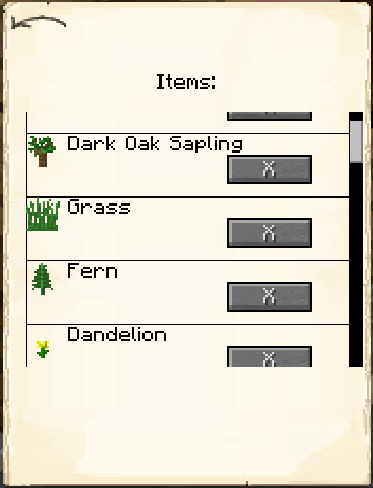 Items:
Dark Oak Sapling
X
Grass
X
Fern
X
Dandelion
X